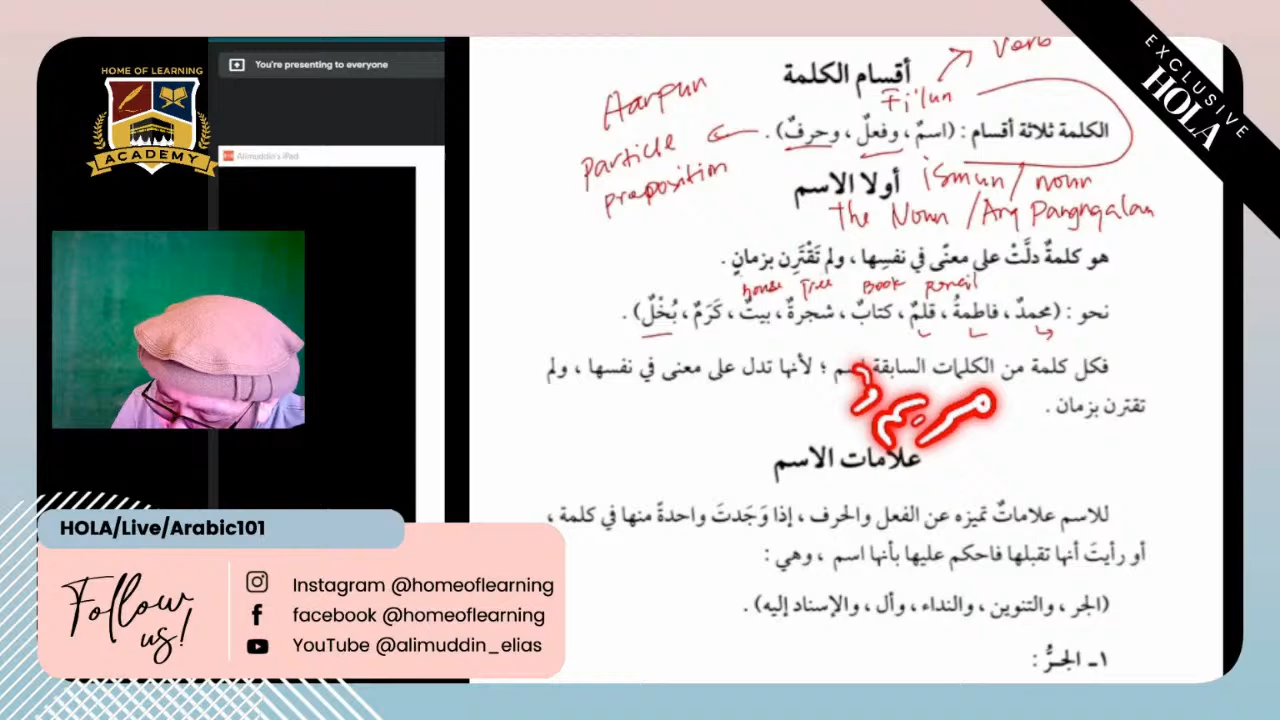 HOME OF LEARNING
ACADEMY
You're presenting to everyone
Alimuddin's iPad
EXCLUSIVE
HOLA
Verb
أقسام الكلمة
Fi'lun
الكلمة ثلاثة أقسام : (اسمٌ ، وفعلٌ ، وحرفٌ) .
particle
preposition
أولا الاسم
ismun/noun
the Noun /Ang Pangngalan
هو كلمةٌ دلَّتْ على معنًى في نفسِها ، ولم تَقْتَرِن بزمانٍ .
house Tree Book pencil
نحو : (محمدٌ ، فاطمةُ ، قلمٌ ، كتابٌ ، شجرةٌ ، بيتٌ ، كَرَمٌ ، بُخْلٌ) .
فكل كلمة من الكلمات السابقة اسم ؛ لأنها تدل على معنى في نفسها ، ولم
تقترن بزمان .
علامات الاسم
للاسم علاماتٌ تميزه عن الفعل والحرف ، إذا وَجَدتَ واحدةً منها في كلمة ،
أو رأيتَ أنها تقبلها فاحكم عليها بأنها اسم ، وهي :
(الجر ، والتنوين ، والنداء ، وأل ، والإسناد إليه) .
١ـ الجَرُّ :
HOLA/Live/Arabic101
Follow us!
Instagram @homeoflearning
facebook @homeoflearning
YouTube @alimuddin_elias